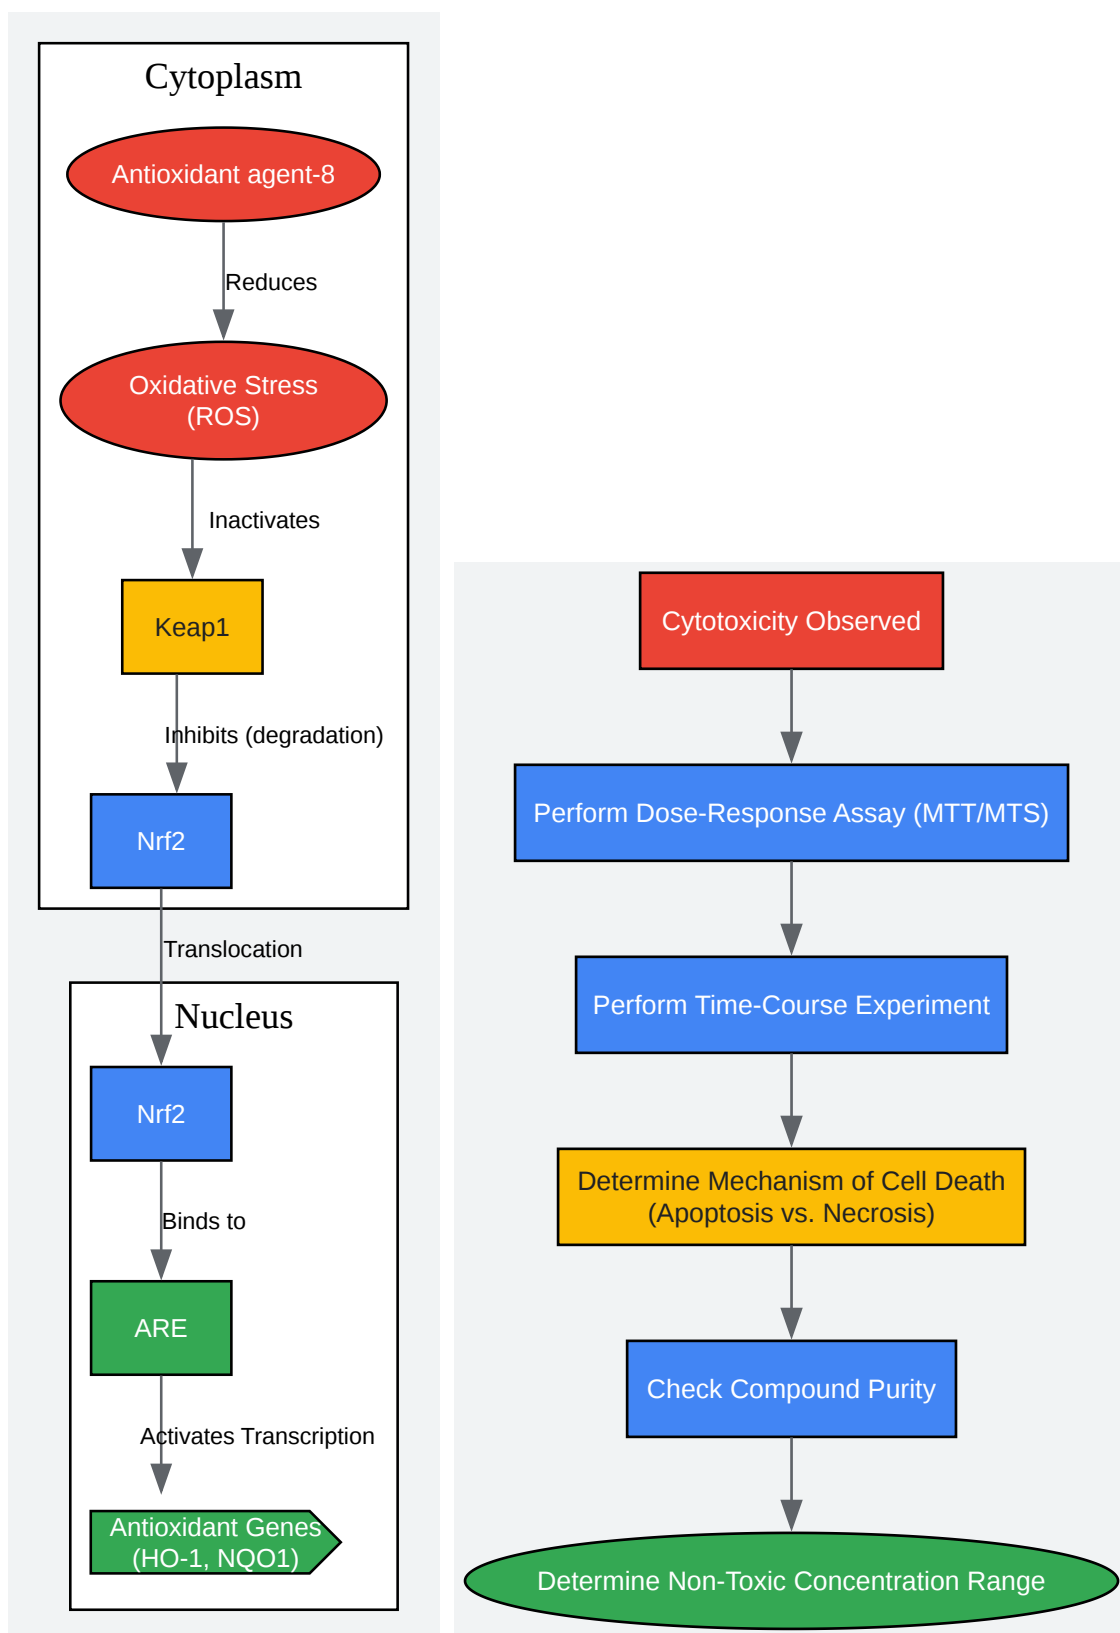 Cytoplasm
Antioxidant agent-8
Reduces
Oxidative Stress
(ROS)
Inactivates
Keap1
Inhibits (degradation)
Nrf2
Translocation
Nucleus
Nrf2
Binds to
ARE
Activates Transcription
Antioxidant Genes
(HO-1, NQO1)
Cytotoxicity Observed
Perform Dose-Response Assay (MTT/MTS)
Perform Time-Course Experiment
Determine Mechanism of Cell Death
(Apoptosis vs. Necrosis)
Check Compound Purity
Determine Non-Toxic Concentration Range